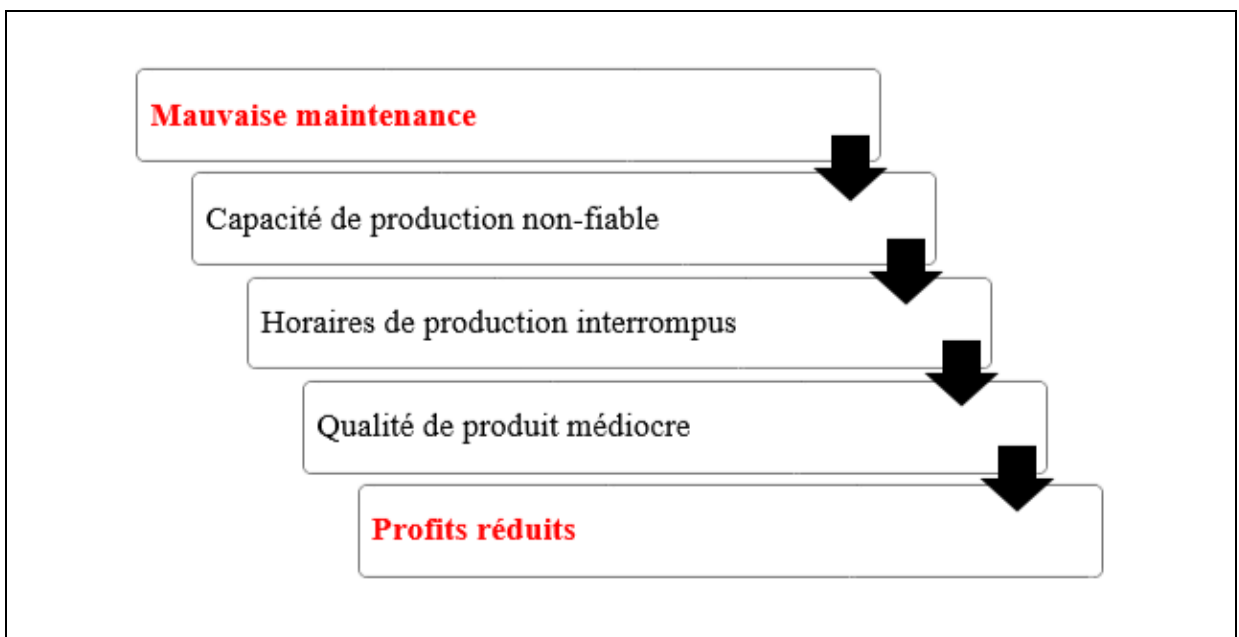 Mauvaise maintenance
Capacité de production non-fiable
Horaires de production interrompus
Qualité de produit médiocre
Profits réduits